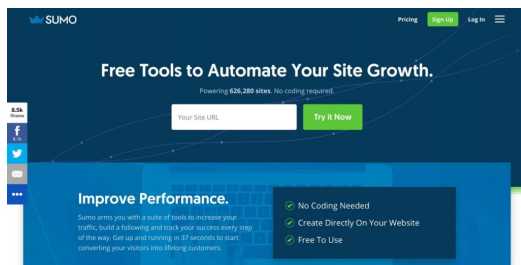 SUMO
Pricing
Sign Up
Log In
Free Tools to Automate Your Site Growth.
Powering 626,280 sites. No coding required.
Your Site URL
Try It Now
8.5k
Shares
f
8.1k
Improve Performance.
Sumo arms you with a suite of tools to increase your
traffic, build a following and track your success every step
of the way. Get up and running in 37 seconds to start
converting your visitors into lifelong customers.
No Coding Needed
Create Directly On Your Website
Free To Use